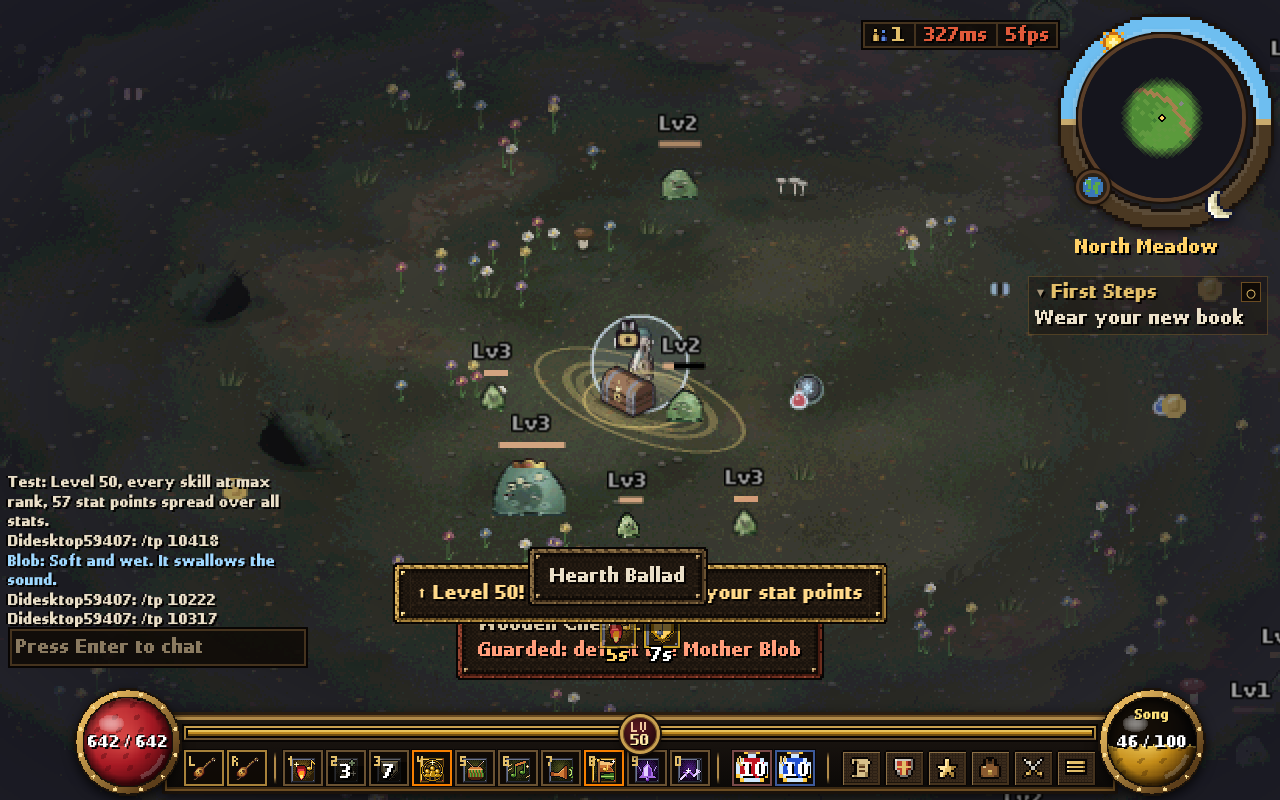 1 327ms 5fps
Lv2
North Meadow
First Steps
Wear your new book
Lv3
Lv2
Lv3
Lv3
Lv3
Test: Level 50, every skill at max
rank, 57 stat points spread over all
stats.
Didesktop59407: /tp 10418
Blob: Soft and wet. It swallows the
sound.
Didesktop59407: /tp 10222
Didesktop59407: /tp 10317
Press Enter to chat
Hearth Ballad
↑ Level 50! your stat points
Wooden
Guarded: Mother Blob
5s 7s
Lv1
Song
642 / 642
LV
50
46 / 100
L R 1 2 3 3 7 4 5 6 7 8 9 0 10 10
Lv2